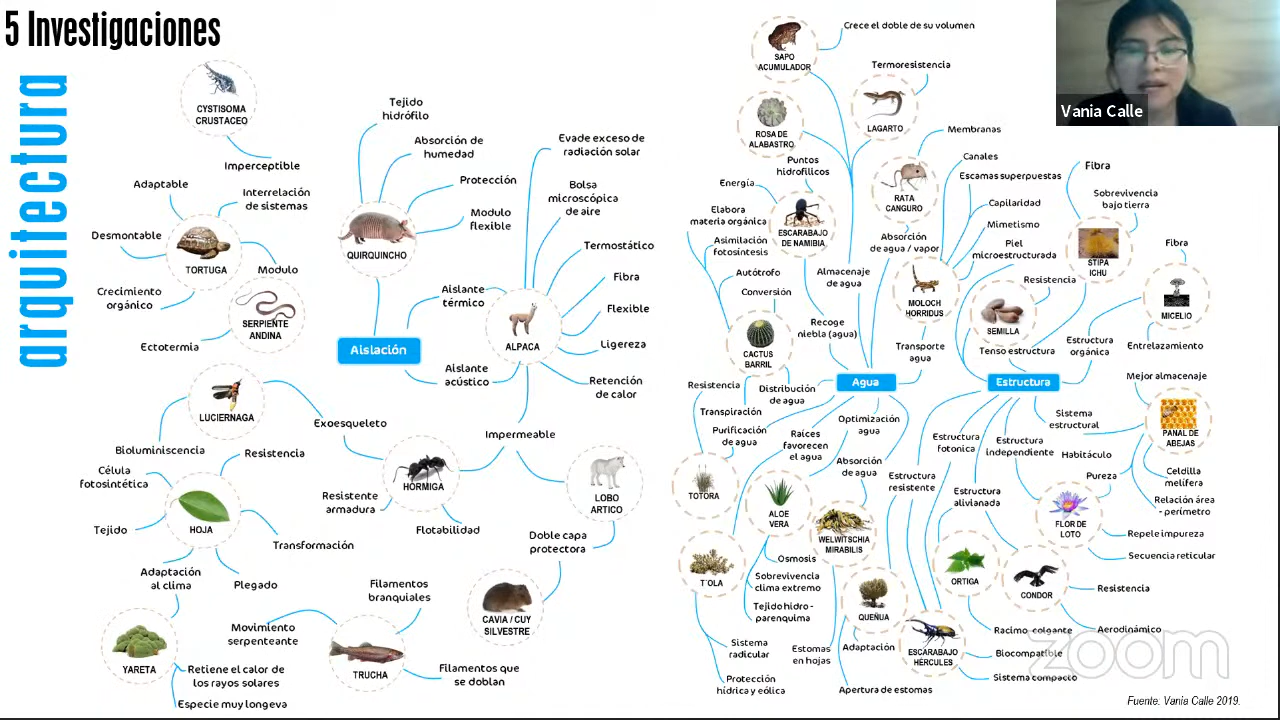 5 Investigaciones
arquitectura
CYSTISOMA
CRUSTACEO
Imperceptible
Adaptable
Interrelación
de sistemas
Desmontable
TORTUGA
Modulo
Crecimiento
orgánico
SERPIENTE
ANDINA
Ectotermia
Tejido
hidrófilo
Absorción de
humedad
Protección
Modulo
flexible
QUIRQUINCHO
Aislación
Evade exceso de
radiación solar
Bolsa
microscópica
de aire
Termostático
Fibra
Flexible
Ligereza
Retención
de calor
Aislante
térmico
ALPACA
Aislante
acústico
Impermeable
LUCIERNAGA
Exoesqueleto
Bioluminiscencia
Célula
fotosintética
Resistencia
HOJA
Tejido
Transformación
Adaptación
al clima
Plegado
HORMIGA
Resistente
armadura
Flotabilidad
LOBO
ARTICO
Doble capa
protectora
CAVIA / CUY
SILVESTRE
Filamentos
branquiales
Movimiento
serpenteante
TRUCHA
Filamentos que
se doblan
YARETA
Retiene el calor de
los rayos solares
Especie muy longeva
SAPO
ACUMULADOR
Crece el doble de su volumen
Termoresistencia
LAGARTO
ROSA DE
ALABASTRO
Membranas
RATA
CANGURO
Puntos
hidrofílicos
Energía
Elabora
materia orgánica
Asimilación
fotosíntesis
Autótrofo
Conversión
ESCARABAJO
DE NAMIBIA
Absorción
de agua / vapor
Canales
Escamas superpuestas
Capilaridad
Mimetismo
Piel
microestructurada
MOLOCH
HORRIDUS
Almacenaje
de agua
Recoge
niebla (agua)
Transporte
agua
CACTUS
BARRIL
Agua
Estructura
Fibra
Sobrevivencia
bajo tierra
STIPA
ICHU
Fibra
Resistencia
SEMILLA
MICELIO
Tenso estructura
Estructura
orgánica
Entrelazamiento
Mejor almacenaje
Resistencia
Distribución
de agua
Transpiración
Purificación
de agua
Raíces
favorecen
el agua
Optimización
agua
Absorción
de agua
Sistema
estructural
PANAL DE
ABEJAS
Habitáculo
Pureza
Celdilla
melífera
Relación área
- perímetro
Estructura
fotonica
Estructura
independiente
Estructura
resistente
Estructura
alivianada
TOTORA
ALOE
VERA
WELWITSCHIA
MIRABILIS
FLOR DE
LOTO
Repele impureza
Secuencia reticular
T´OLA
Osmosis
Sobrevivencia
clima extremo
Tejido hidro -
parenquima
QUEÑUA
ORTIGA
CONDOR
Resistencia
Aerodinámico
Sistema
radicular
Estomas
en hojas
Adaptación
ESCARABAJO
HÉRCULES
Racimo colgante
Biocompatible
Sistema compacto
Protección
hídrica y eólica
Apertura de estomas
Vania Calle
zoom
Fuente: Vania Calle 2019.